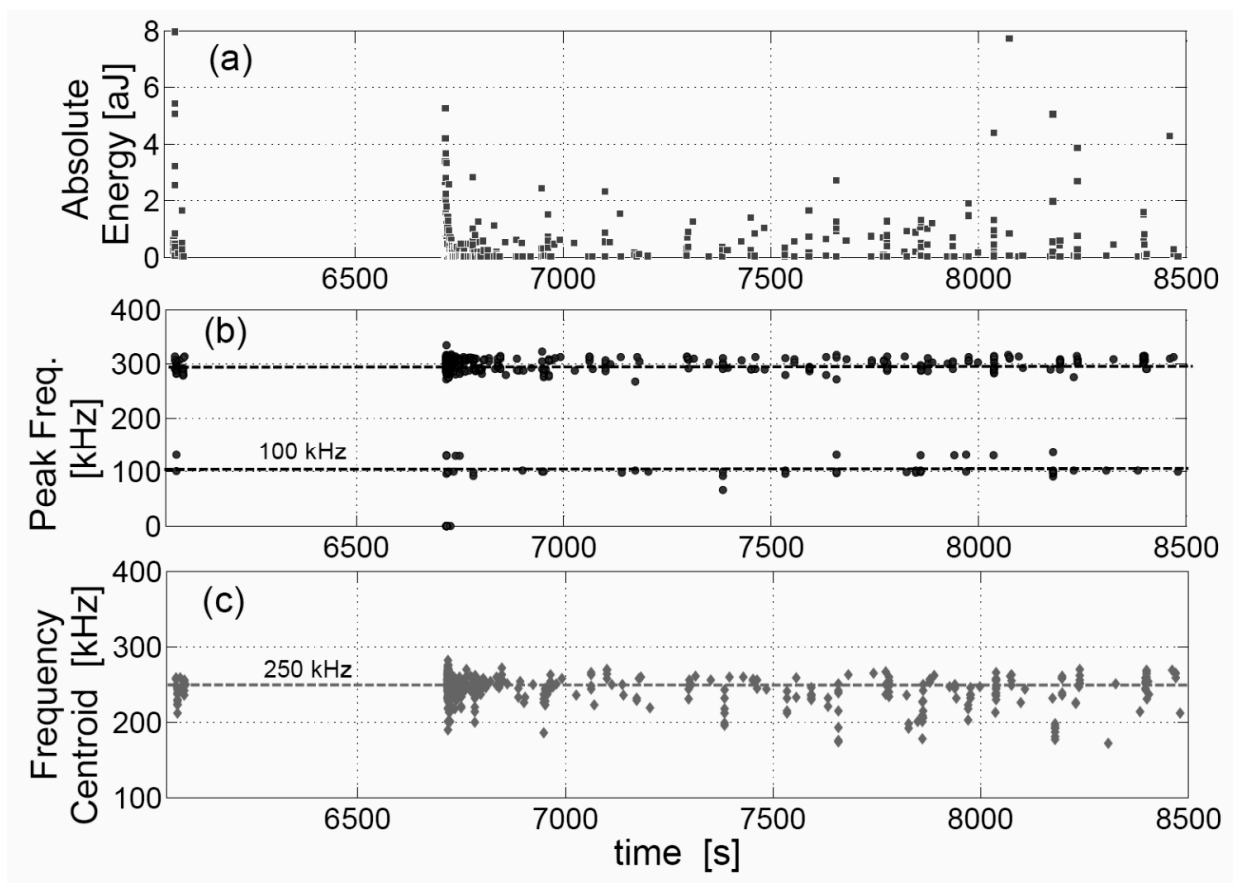 (a)
Absolute
Energy [aJ]
8
6
4
2
0
6500 7000 7500 8000 8500
(b)
Peak Freq.
[kHz]
400
300
200
100
0
100 kHz
6500 7000 7500 8000 8500
(c)
Frequency
Centroid [kHz]
400
300
200
100
250 kHz
6500 7000 7500 8000 8500
time [s]